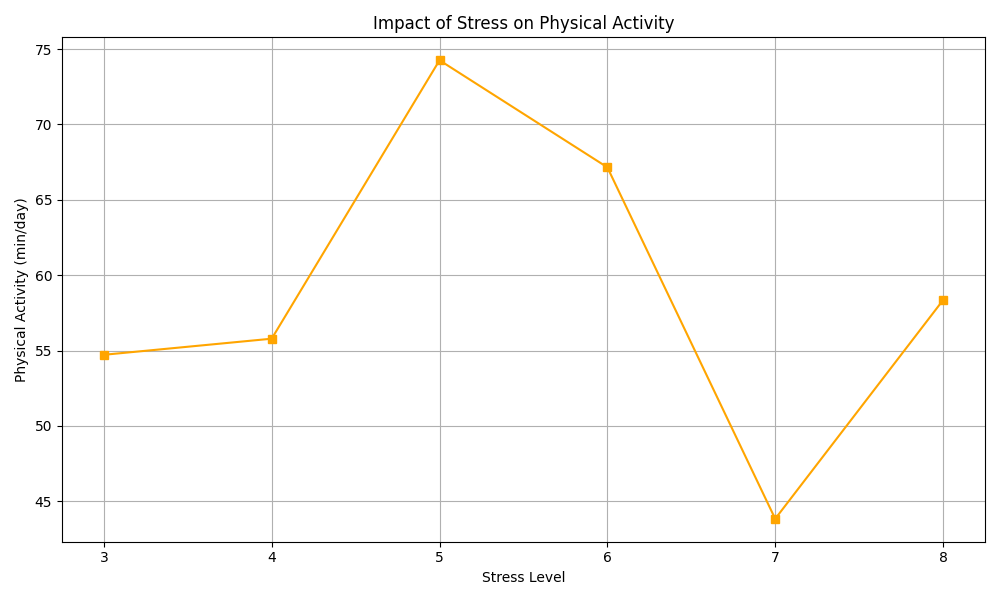 Impact of Stress on Physical Activity
Physical Activity (min/day)
75
70
65
60
55
50
45
3 4 5 6 7 8
Stress Level